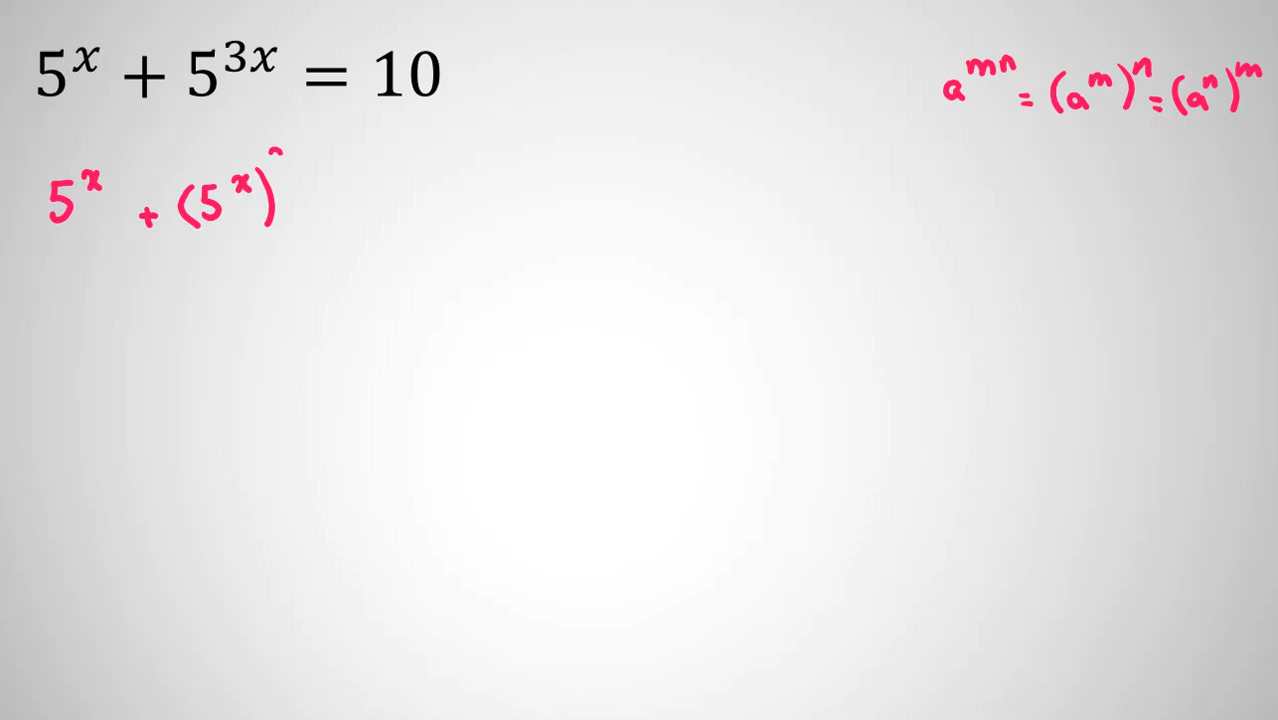 5^x + 5^{3x} = 10
a^{mn} = (a^m)^n = (a^n)^m
5^x + (5^x)